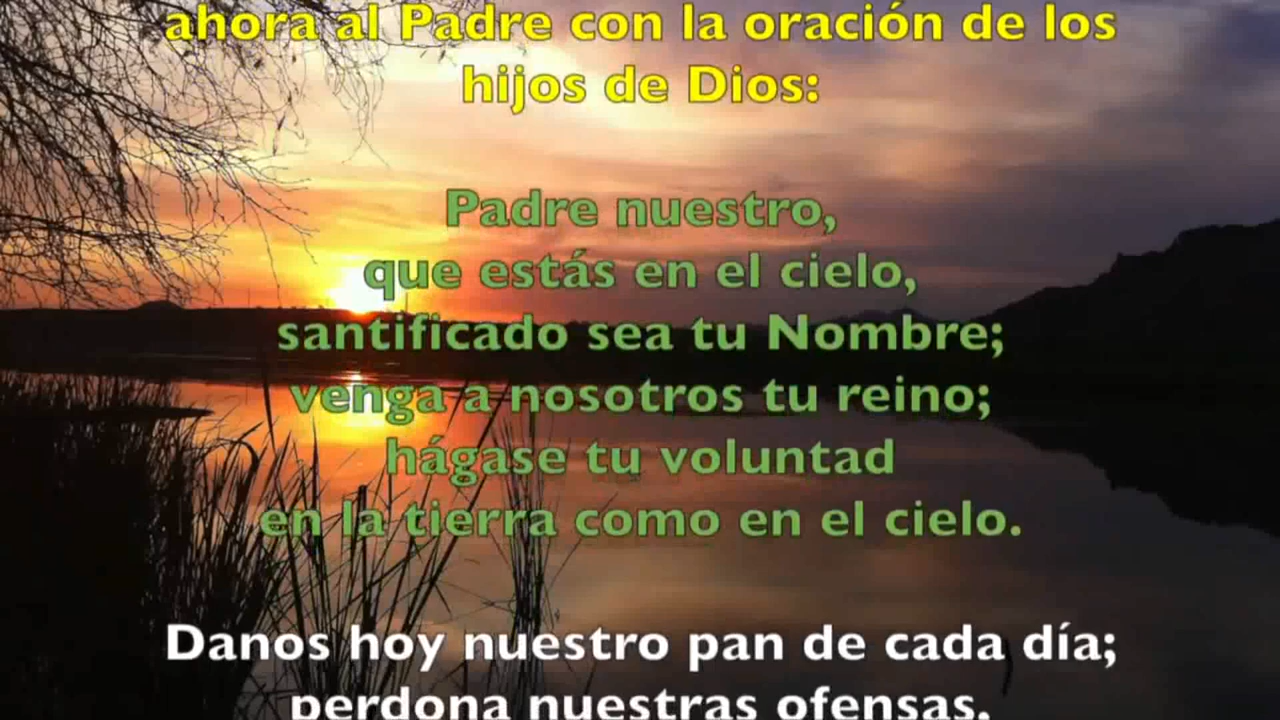 ahora al Padre con la oración de los
hijos de Dios:
Padre nuestro,
que estás en el cielo,
santificado sea tu Nombre;
venga a nosotros tu reino;
hágase tu voluntad
en la tierra como en el cielo.
Danos hoy nuestro pan de cada día;
perdona nuestras ofensas,